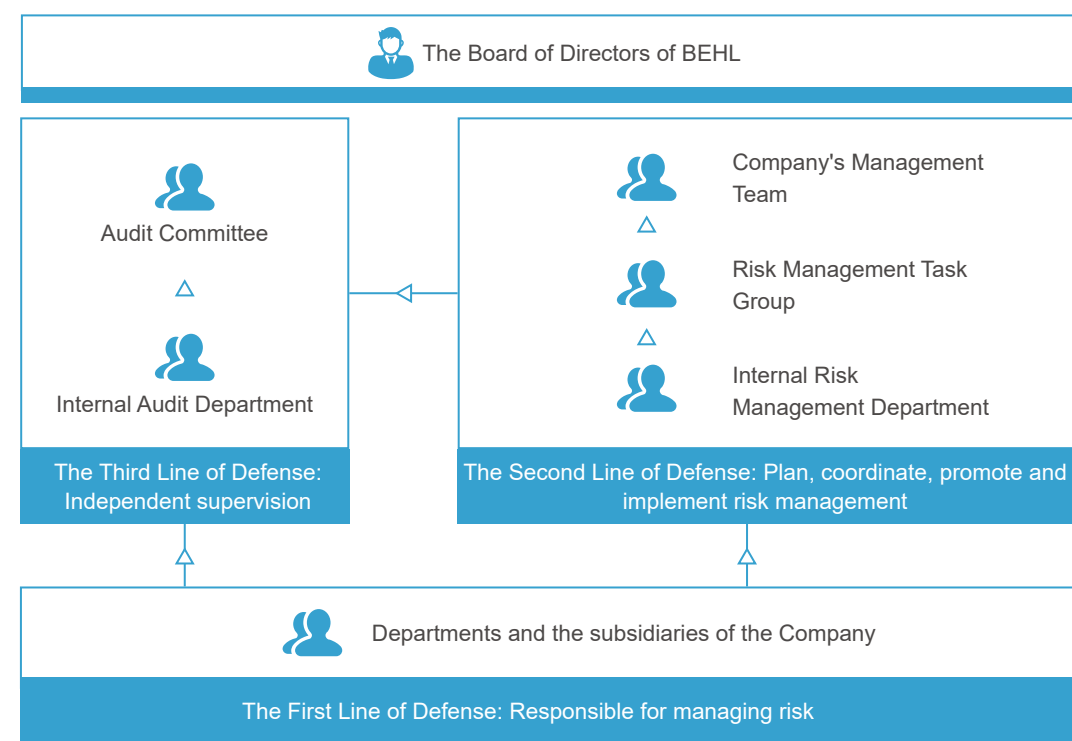 The Board of Directors of BEHL
Audit Committee
Internal Audit Department
The Third Line of Defense:
Independent supervision
Company's Management
Team
Risk Management Task
Group
Internal Risk
Management Department
The Second Line of Defense: Plan, coordinate, promote and
implement risk management
Departments and the subsidiaries of the Company
The First Line of Defense: Responsible for managing risk